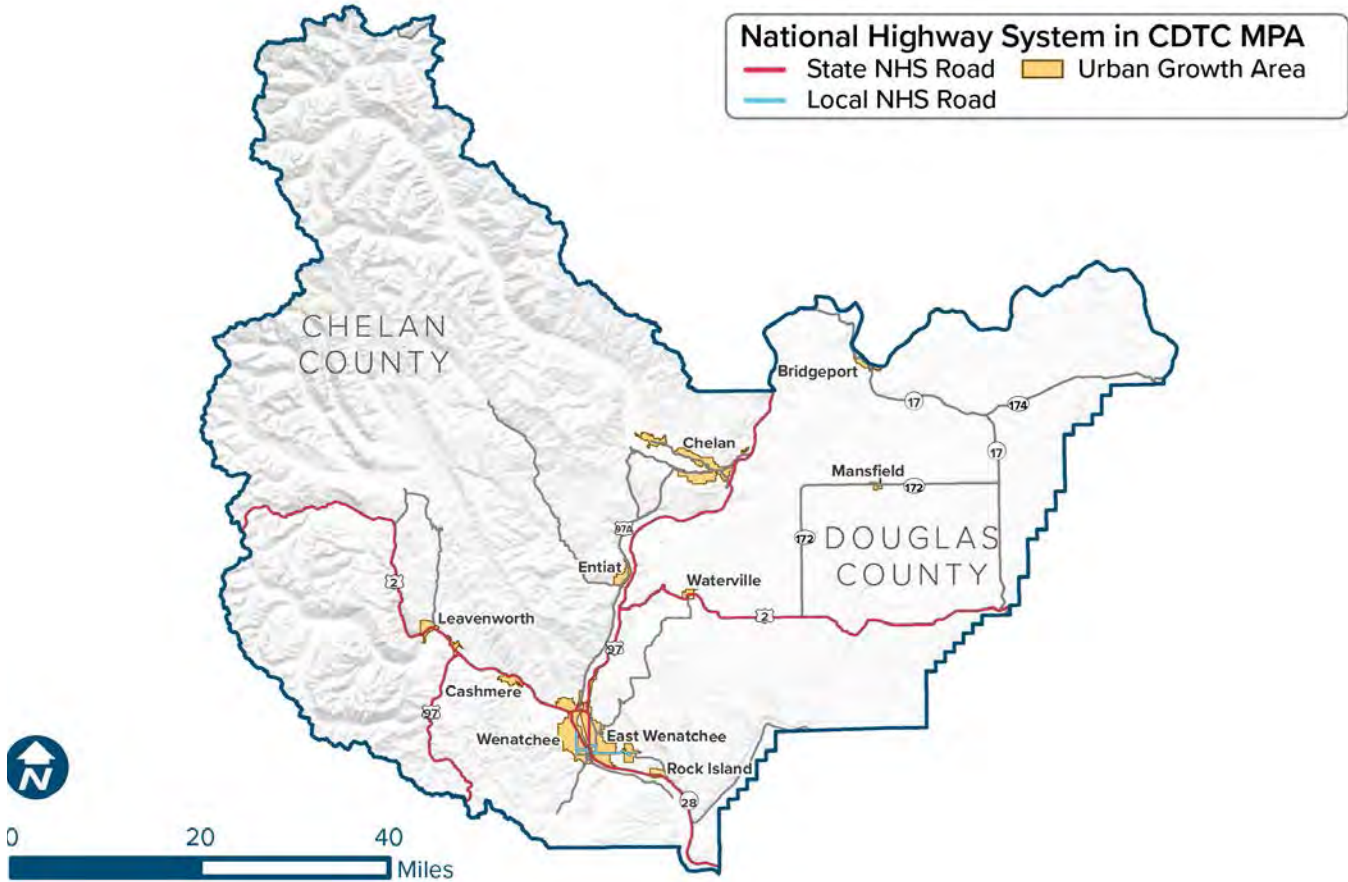 National Highway System in CDTC MPA
State NHS Road
Urban Growth Area
Local NHS Road
CHELAN
COUNTY
Bridgeport
17
174
Chelan
17
Mansfield
172
97A
172
DOUGLAS
COUNTY
Entiat
Waterville
2
2
Leavenworth
97
Cashmere
97
Wenatchee
East Wenatchee
Rock Island
28
N
0
20
40
Miles